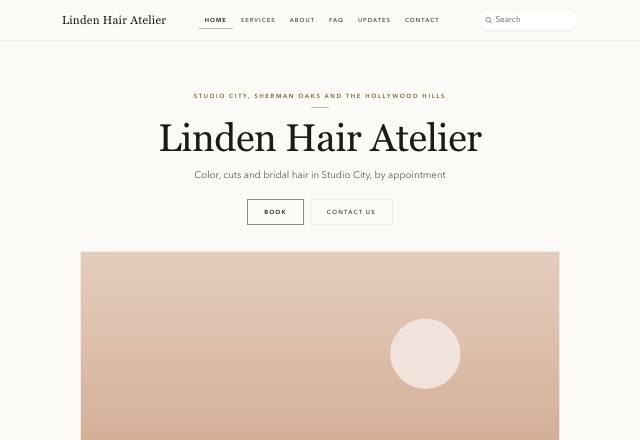 Linden Hair Atelier
HOME SERVICES ABOUT FAQ UPDATES CONTACT
Search
STUDIO CITY, SHERMAN OAKS AND THE HOLLYWOOD HILLS
Linden Hair Atelier
Color, cuts and bridal hair in Studio City, by appointment
BOOK CONTACT US